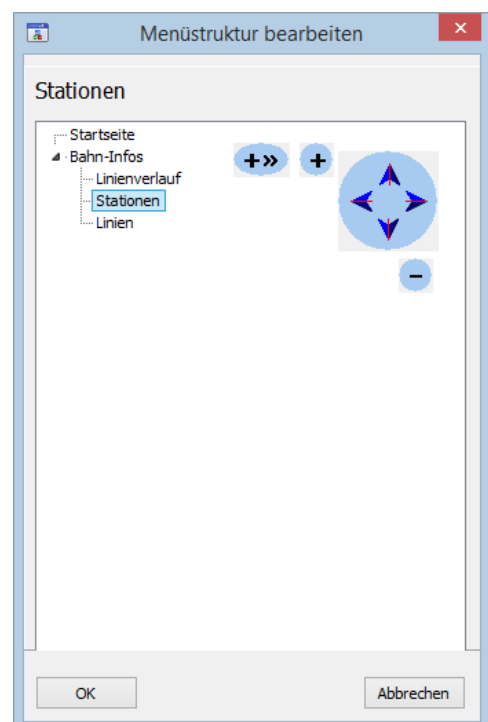 Menüstruktur bearbeiten
Stationen
Startseite
Bahn-Infos
Linienverlauf
Stationen
Linien
+» +
−
OK Abbrechen